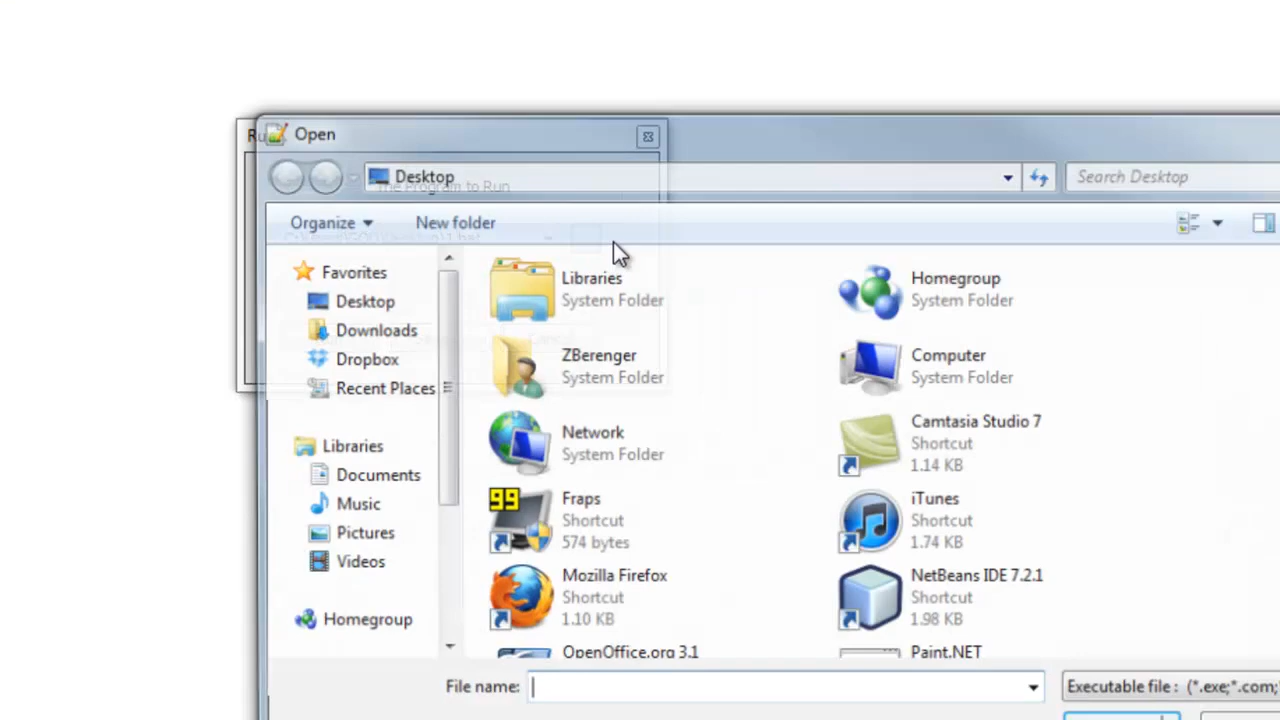 Ru
Open
Desktop
Search Desktop
The Program to Run
Organize
New folder
Favorites
Desktop
Downloads
Dropbox
Recent Places
Libraries
Documents
Music
Pictures
Videos
Homegroup
Libraries
System Folder
Homegroup
System Folder
ZBerenger
System Folder
Computer
System Folder
Network
System Folder
Camtasia Studio 7
Shortcut
1.14 KB
99
Fraps
Shortcut
574 bytes
iTunes
Shortcut
1.74 KB
Mozilla Firefox
Shortcut
1.10 KB
NetBeans IDE 7.2.1
Shortcut
1.98 KB
OpenOffice.org 3.1
Paint.NET
File name:
Executable file : (*.exe;*.com;